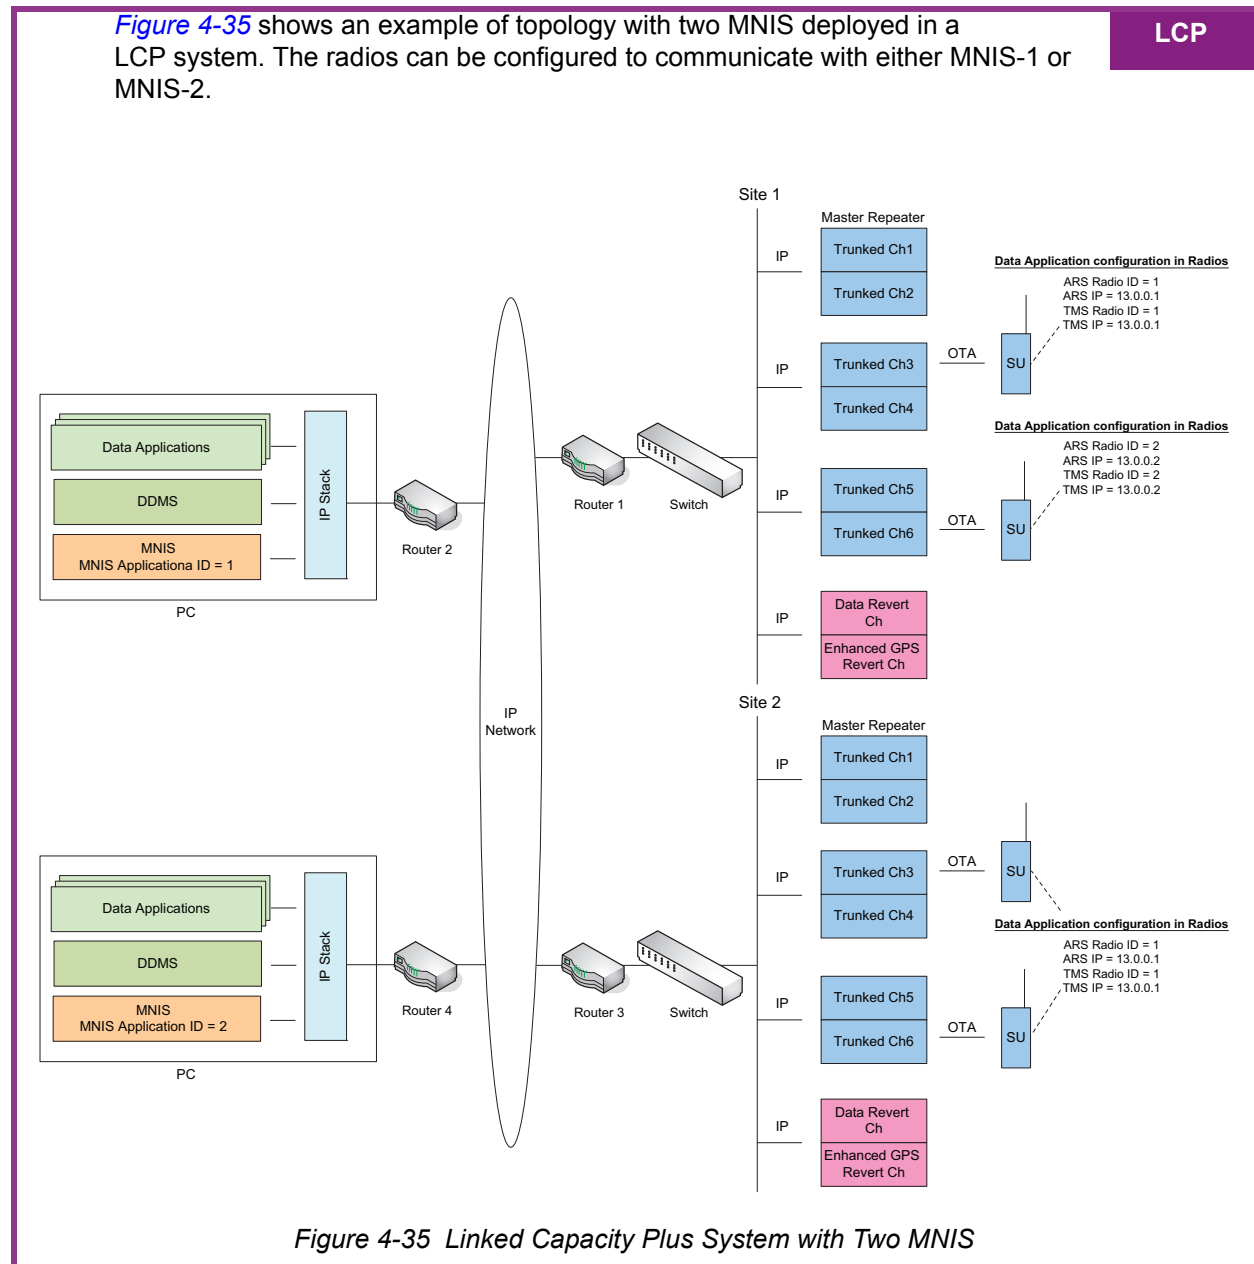 Figure 4-35 shows an example of topology with two MNIS deployed in a
LCP system. The radios can be configured to communicate with either MNIS-1 or
MNIS-2.
LCP
Site 1
Master Repeater
IP
Trunked Ch1
Trunked Ch2
Data Application configuration in Radios
ARS Radio ID = 1
ARS IP = 13.0.0.1
TMS Radio ID = 1
TMS IP = 13.0.0.1
IP
Trunked Ch3
Trunked Ch4
OTA
SU
Data Application configuration in Radios
ARS Radio ID = 2
ARS IP = 13.0.0.2
TMS Radio ID = 2
TMS IP = 13.0.0.2
IP
Trunked Ch5
Trunked Ch6
OTA
SU
Data Applications
DDMS
MNIS
MNIS Applicationa ID = 1
IP Stack
PC
Router 2
Router 1
Switch
IP
Data Revert
Ch
Enhanced GPS
Revert Ch
IP
Network
Site 2
Master Repeater
IP
Trunked Ch1
Trunked Ch2
IP
Trunked Ch3
Trunked Ch4
OTA
SU
Data Application configuration in Radios
ARS Radio ID = 1
ARS IP = 13.0.0.1
TMS Radio ID = 1
TMS IP = 13.0.0.1
Data Applications
DDMS
MNIS
MNIS Application ID = 2
IP Stack
PC
Router 4
Router 3
Switch
IP
Trunked Ch5
Trunked Ch6
OTA
SU
IP
Data Revert
Ch
Enhanced GPS
Revert Ch
Figure 4-35 Linked Capacity Plus System with Two MNIS